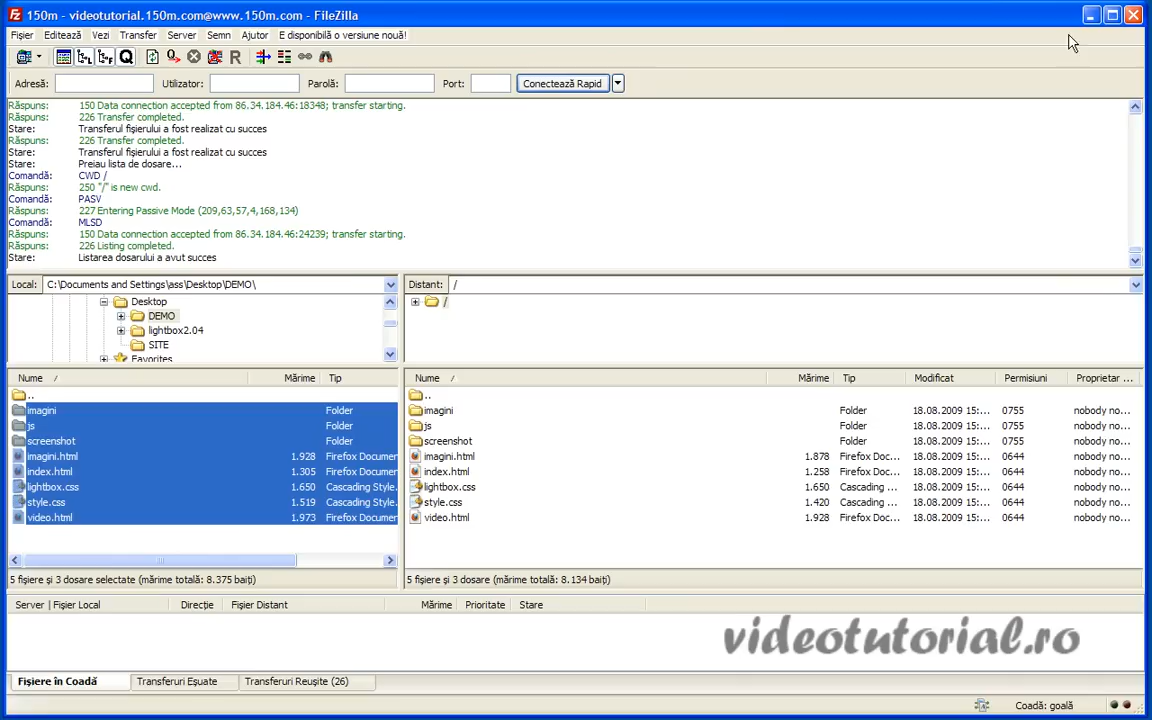 150m - videotutorial.150m.com@www.150m.com - FileZilla
Fișier Editează Vezi Transfer Server Semn Ajutor E disponibilă o versiune nouă!
Adresă: Utilizator: Parolă: Port: Conectează Rapid
Răspuns: 150 Data connection accepted from 86.34.184.46:18348; transfer starting.
Răspuns: 226 Transfer completed.
Stare: Transferul fișierului a fost realizat cu succes
Răspuns: 226 Transfer completed.
Stare: Transferul fișierului a fost realizat cu succes
Stare: Preiau lista de dosare...
Comandă: CWD /
Răspuns: 250 "/" is new cwd.
Comandă: PASV
Răspuns: 227 Entering Passive Mode (209,63,57,4,168,134)
Comandă: MLSD
Răspuns: 150 Data connection accepted from 86.34.184.46:24239; transfer starting.
Răspuns: 226 Listing completed.
Stare: Listarea dosarului a avut succes
Local: C:\Documents and Settings\ass\Desktop\DEMO\ Distant: /
Desktop /
DEMO
lightbox2.04
SITE
Favorites
Nume / Mărime Tip Nume / Mărime Tip Modificat Permisiuni Proprietar ...
.. ..
imagini Folder imagini Folder 18.08.2009 15:... 0755 nobody no...
js Folder js Folder 18.08.2009 15:... 0755 nobody no...
screenshot Folder screenshot Folder 18.08.2009 15:... 0755 nobody no...
imagini.html 1.928 Firefox Documen imagini.html 1.878 Firefox Doc... 18.08.2009 15:... 0644 nobody no...
index.html 1.305 Firefox Documen index.html 1.258 Firefox Doc... 18.08.2009 15:... 0644 nobody no...
lightbox.css 1.650 Cascading Style. lightbox.css 1.650 Cascading ... 18.08.2009 15:... 0644 nobody no...
style.css 1.519 Cascading Style. style.css 1.420 Cascading ... 18.08.2009 15:... 0644 nobody no...
video.html 1.973 Firefox Documen video.html 1.928 Firefox Doc... 18.08.2009 15:... 0644 nobody no...
5 fișiere și 3 dosare selectate (mărime totală: 8.375 baiți) 5 fișiere și 3 dosare (mărime totală: 8.134 baiți)
Server | Fișier Local Direcție Fișier Distant Mărime Prioritate Stare
videotutorial.ro
Fișiere în Coadă Transferuri Eșuate Transferuri Reușite (26)
Coadă: goală